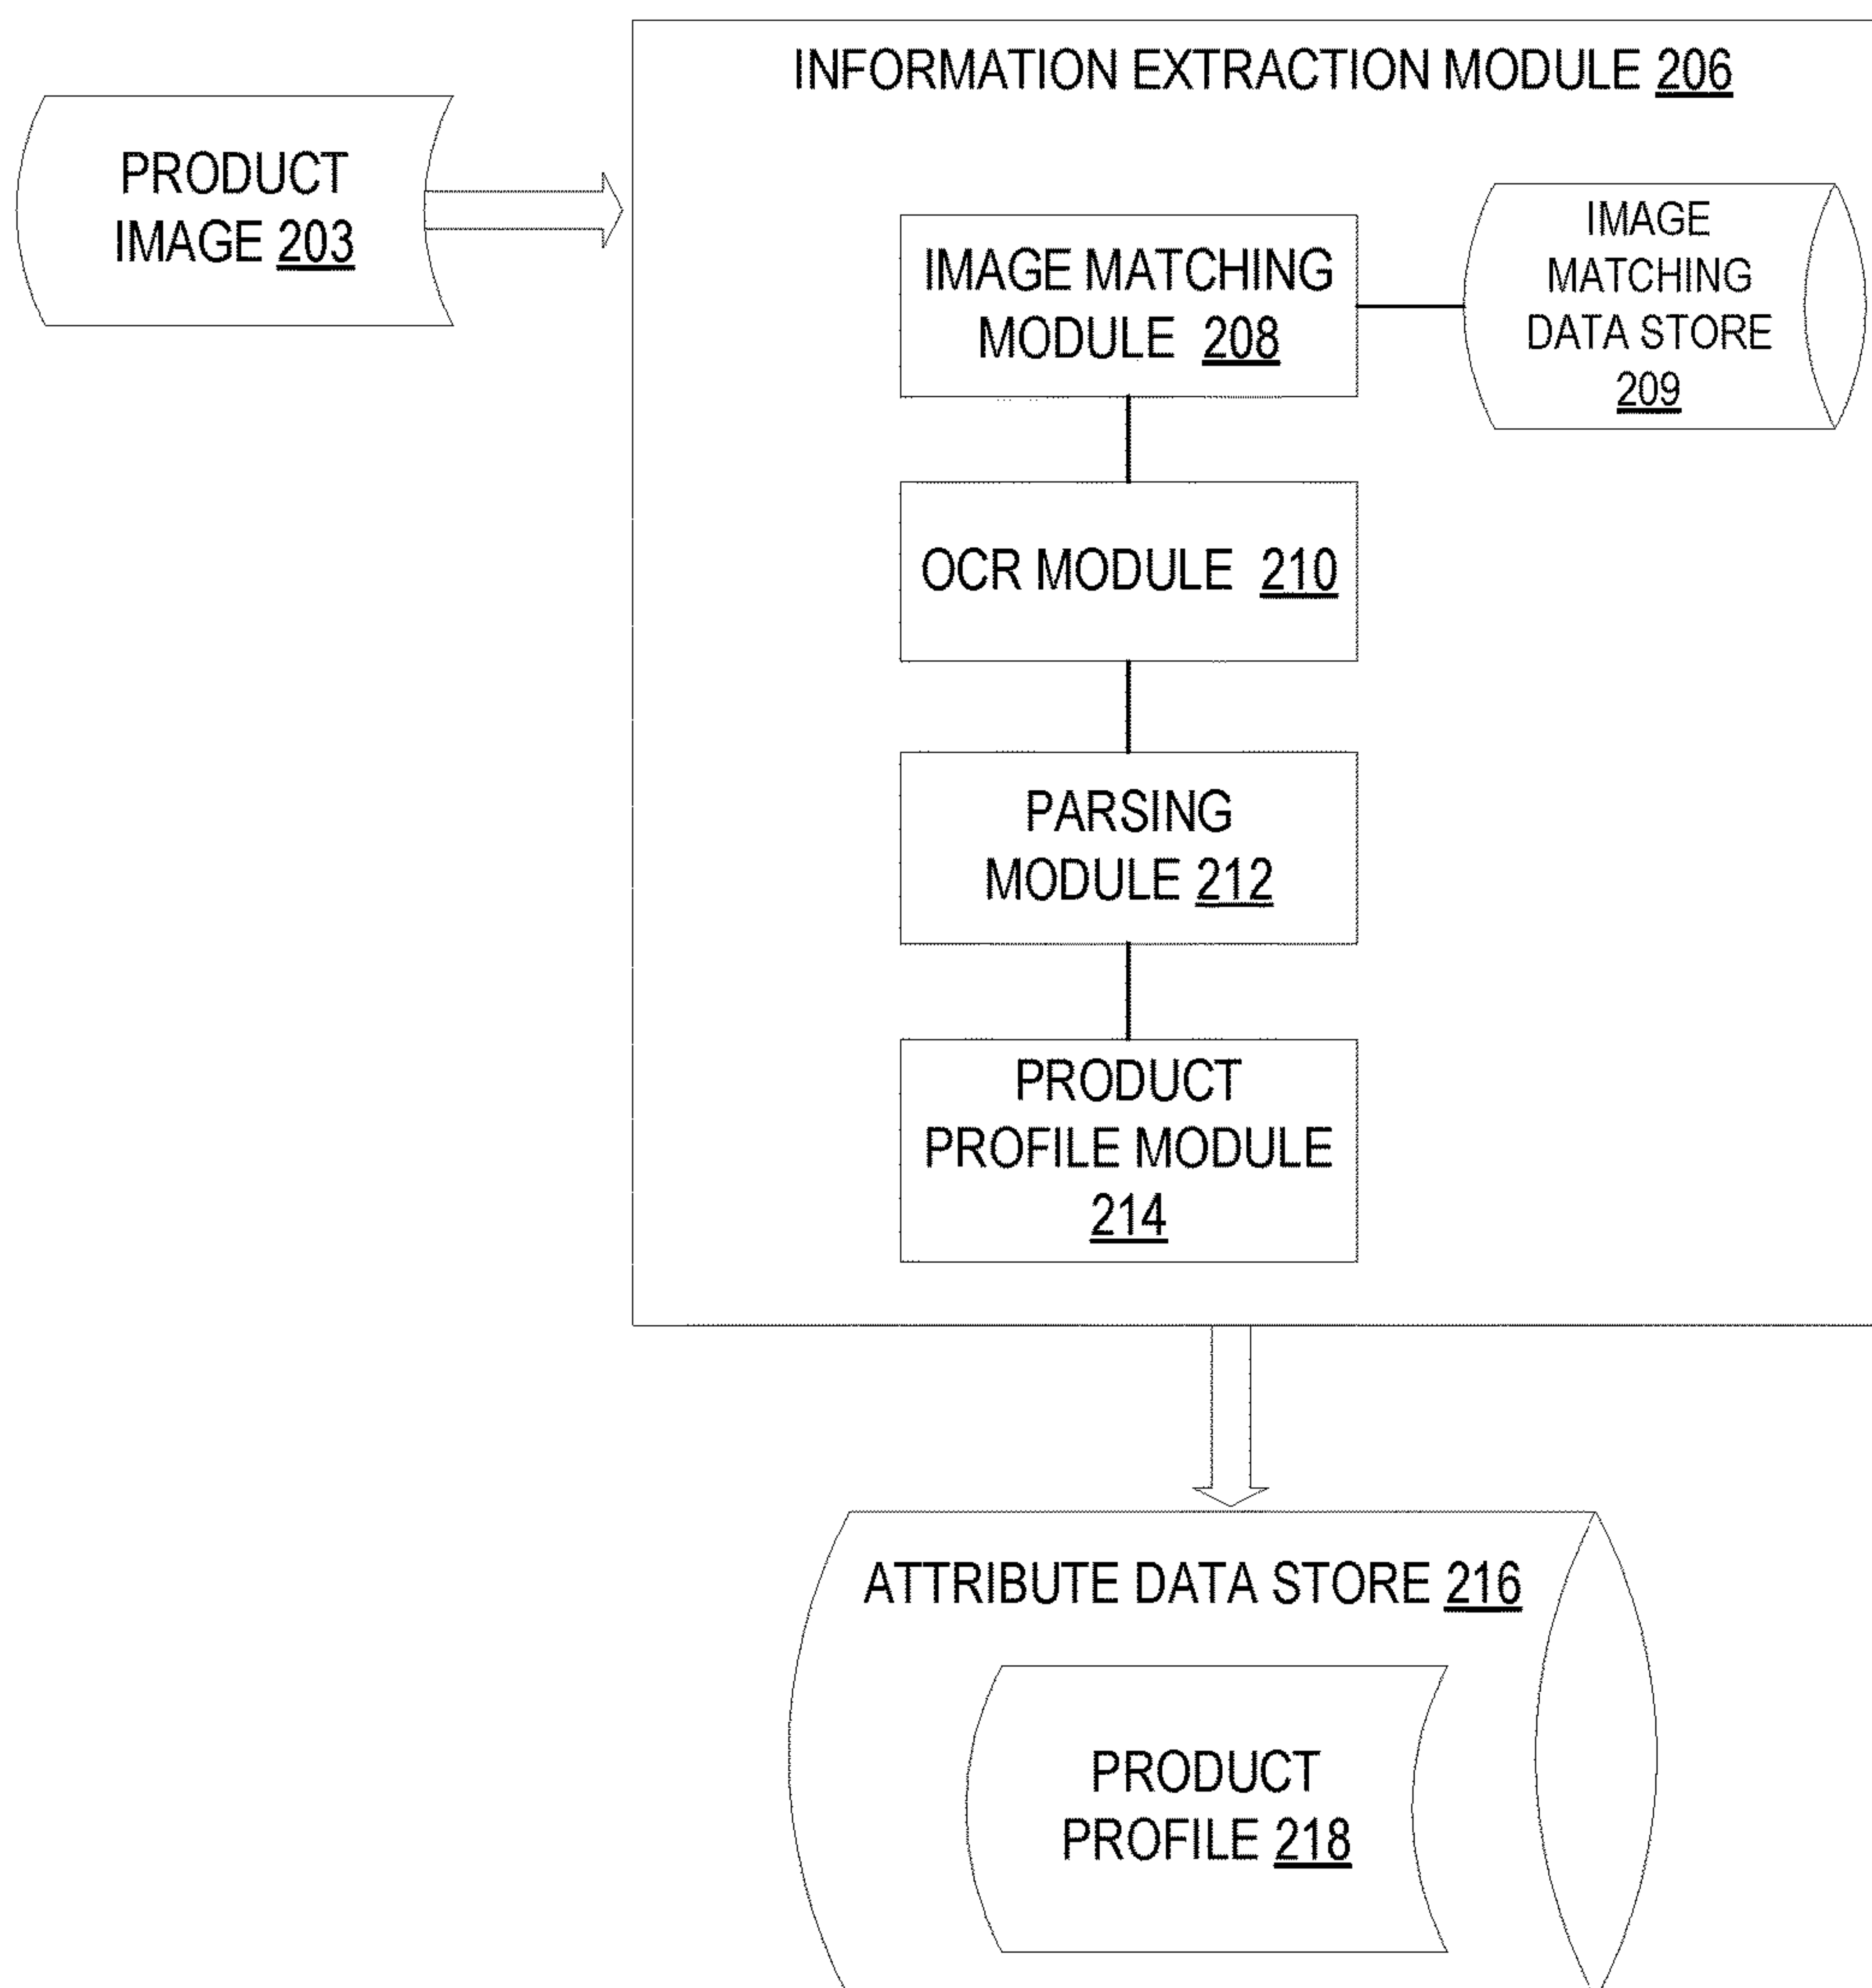 INFORMATION EXTRACTION MODULE 206
PRODUCT
IMAGE 203
IMAGE MATCHING
MODULE 208
IMAGE
MATCHING
DATA STORE
209
OCR MODULE 210
PARSING
MODULE 212
PRODUCT
PROFILE MODULE
214
ATTRIBUTE DATA STORE 216
PRODUCT
PROFILE 218